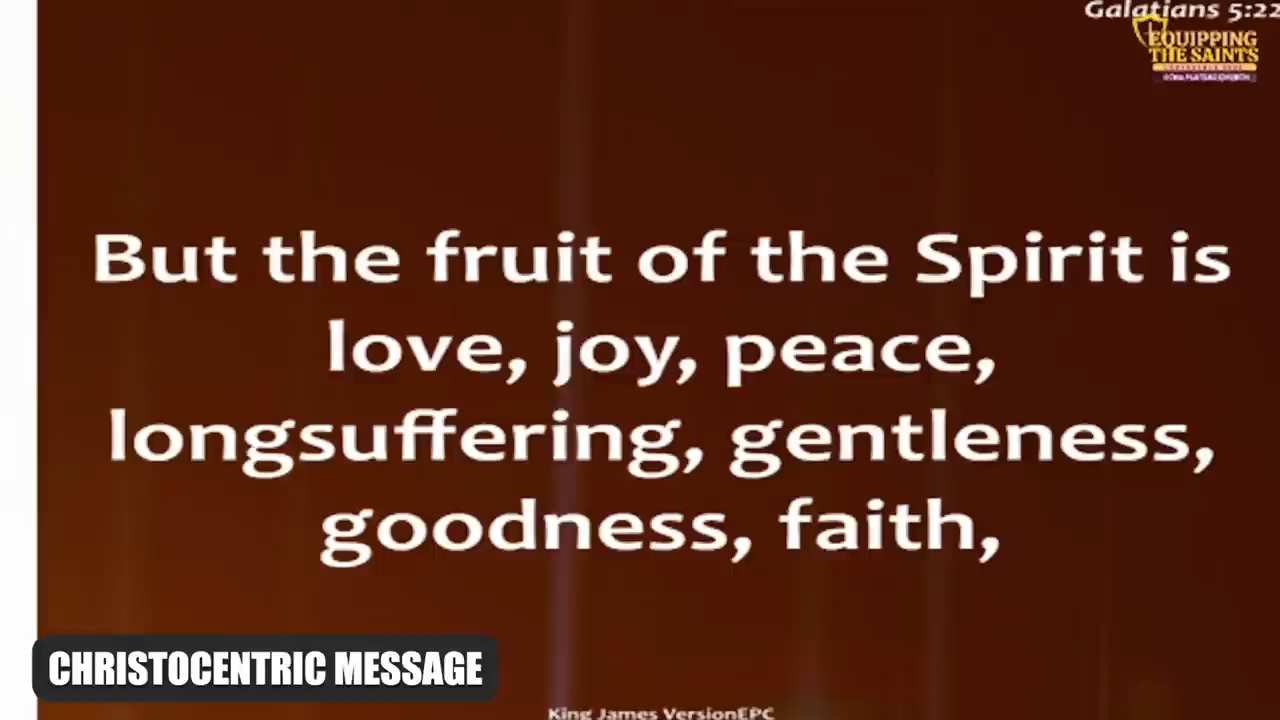 Galatians 5:22
EQUIPPING
THE SAINTS
But the fruit of the Spirit is
love, joy, peace,
longsuffering, gentleness,
goodness, faith,
CHRISTOCENTRIC MESSAGE
King James VersionEPC